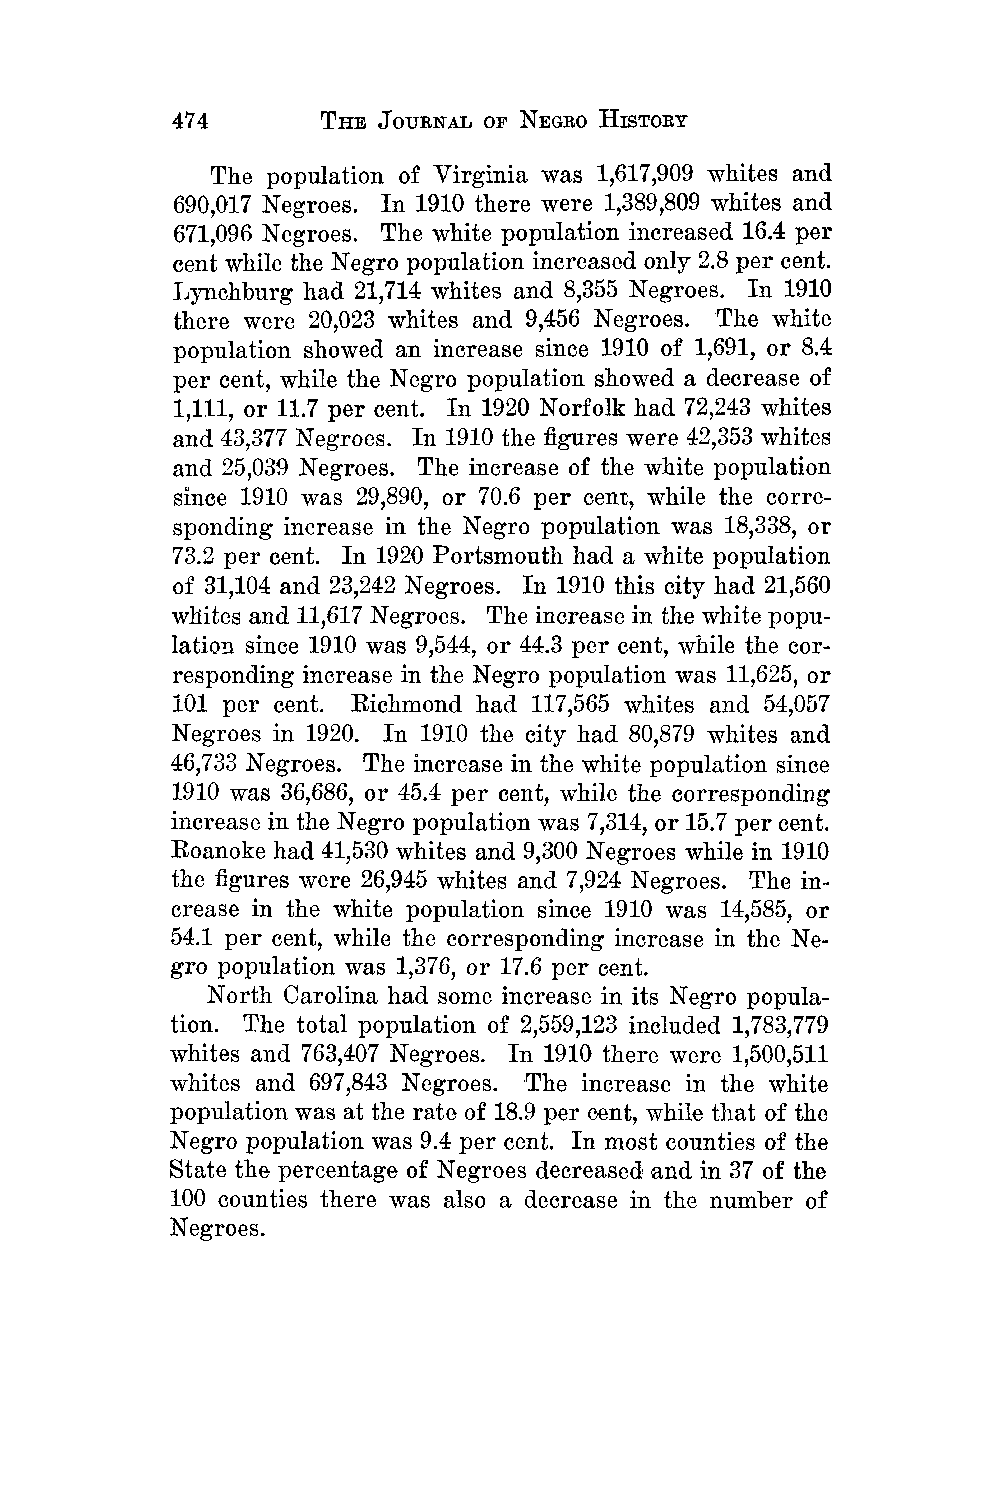 474 THE JOURNAL OF NEGRO HISTORY
The population of Virginia was 1,617,909 whites and
690,017 Negroes. In 1910 there were 1,389,809 whites and
671,096 Negroes. The white population increased 16.4 per
cent while the Negro population increased only 2.8 per cent.
Lynchburg had 21,714 whites and 8,355 Negroes. In 1910
there were 20,023 whites and 9,456 Negroes. The white
population showed an increase since 1910 of 1,691, or 8.4
per cent, while the Negro population showed a decrease of
1,111, or 11.7 per cent. In 1920 Norfolk had 72,243 whites
and 43,377 Negroes. In 1910 the figures were 42,353 whites
and 25,039 Negroes. The increase of the white population
since 1910 was 29,890, or 70.6 per cent, while the corre-
sponding increase in the Negro population was 18,338, or
73.2 per cent. In 1920 Portsmouth had a white population
of 31,104 and 23,242 Negroes. In 1910 this city had 21,560
whites and 11,617 Negroes. The increase in the white popu-
lation since 1910 was 9,544, or 44.3 per cent, while the cor-
responding increase in the Negro population was 11,625, or
101 per cent. Richmond had 117,565 whites and 54,057
Negroes in 1920. In 1910 the city had 80,879 whites and
46,733 Negroes. The increase in the white population since
1910 was 36,686, or 45.4 per cent, while the corresponding
increase in the Negro population was 7,314, or 15.7 per cent.
Roanoke had 41,530 whites and 9,300 Negroes while in 1910
the figures were 26,945 whites and 7,924 Negroes. The in-
crease in the white population since 1910 was 14,585, or
54.1 per cent, while the corresponding increase in the Ne-
gro population was 1,376, or 17.6 per cent.
North Carolina had some increase in its Negro popula-
tion. The total population of 2,559,123 included 1,783,779
whites and 763,407 Negroes. In 1910 there were 1,500,511
whites and 697,843 Negroes. The increase in the white
population was at the rate of 18.9 per cent, while that of the
Negro population was 9.4 per cent. In most counties of the
State the percentage of Negroes decreased and in 37 of the
100 counties there was also a decrease in the number of
Negroes.